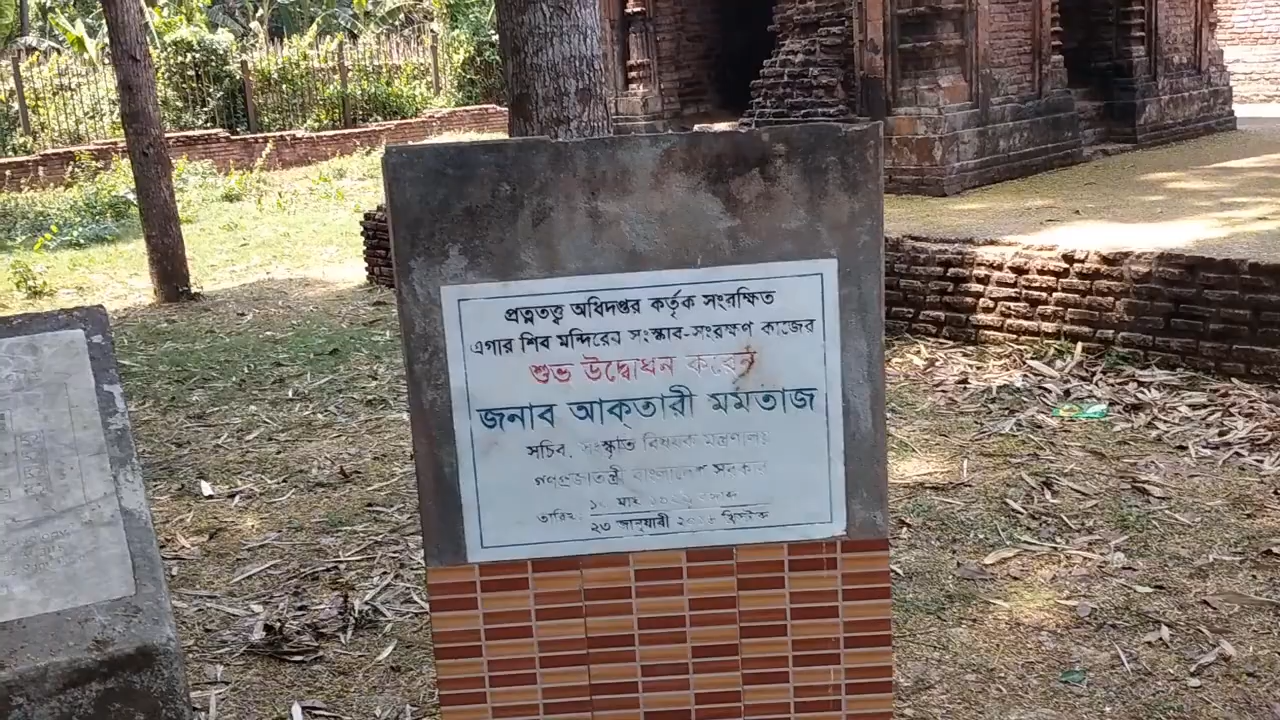 প্রত্নতত্ত্ব অধিদপ্তর কর্তৃক সংরক্ষিত
এগার শিব মন্দিরের সংস্কার-সংরক্ষণ কাজের
শুভ উদ্বোধন করেন
জনাব আক্‌তারী মমতাজ
সচিব, সংস্কৃতি বিষয়ক মন্ত্রণালয়
গণপ্রজাতন্ত্রী বাংলাদেশ সরকার
তারিখ: মাঘ
২৩ জানুয়ারী খ্রিস্টাব্দ